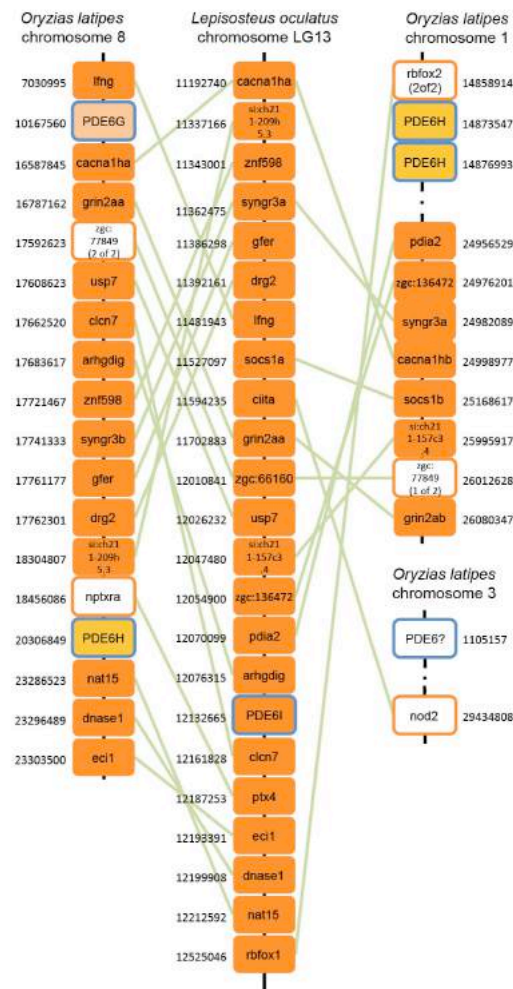 Oryzias latipes
chromosome 8
7030995 lfng
10167560 PDE6G
16587845 cacna1ha
16787162 grin2aa
17592623 zgc:
77849
(2 of 2)
17608623 usp7
17662520 clcn7
17683617 arhgdig
17721467 znf598
17741333 syngr3b
17761177 gfer
17762301 drg2
18304807 si:ch21
1-209h
5,3
18456086 nptxra
20306849 PDE6H
23286523 nat15
23296489 dnase1
23303500 eci1
Lepisosteus oculatus
chromosome LG13
11192740 cacna1ha
11337166 si:ch21
1-209h
5,3
11343001 znf598
11362475 syngr3a
11386298 gfer
11392161 drg2
11481943 lfng
11527097 socs1a
11594235 ciita
11702883 grin2aa
12010841 zgc:66160
12026232 usp7
12047480 si:ch21
1-157c3
,4
12054900 zgc:136472
12070099 pdia2
12076315 arhgdig
12132665 PDE6I
12161828 clcn7
12187253 ptx4
12193391 eci1
12199908 dnase1
12212592 nat15
12525046 rbfox1
Oryzias latipes
chromosome 1
rbfox2
(2of2) 14858914
PDE6H 14873547
PDE6H 14876993
pdia2 24956529
zgc:136472 24976201
syngr3a 24982089
cacna1hb 24998977
socs1b 25168617
si:ch21
1-157c3
,4 25995917
zgc:
77849
(1 of 2) 26012628
grin2ab 26080347
Oryzias latipes
chromosome 3
PDE6? 1105157
nod2 29434808